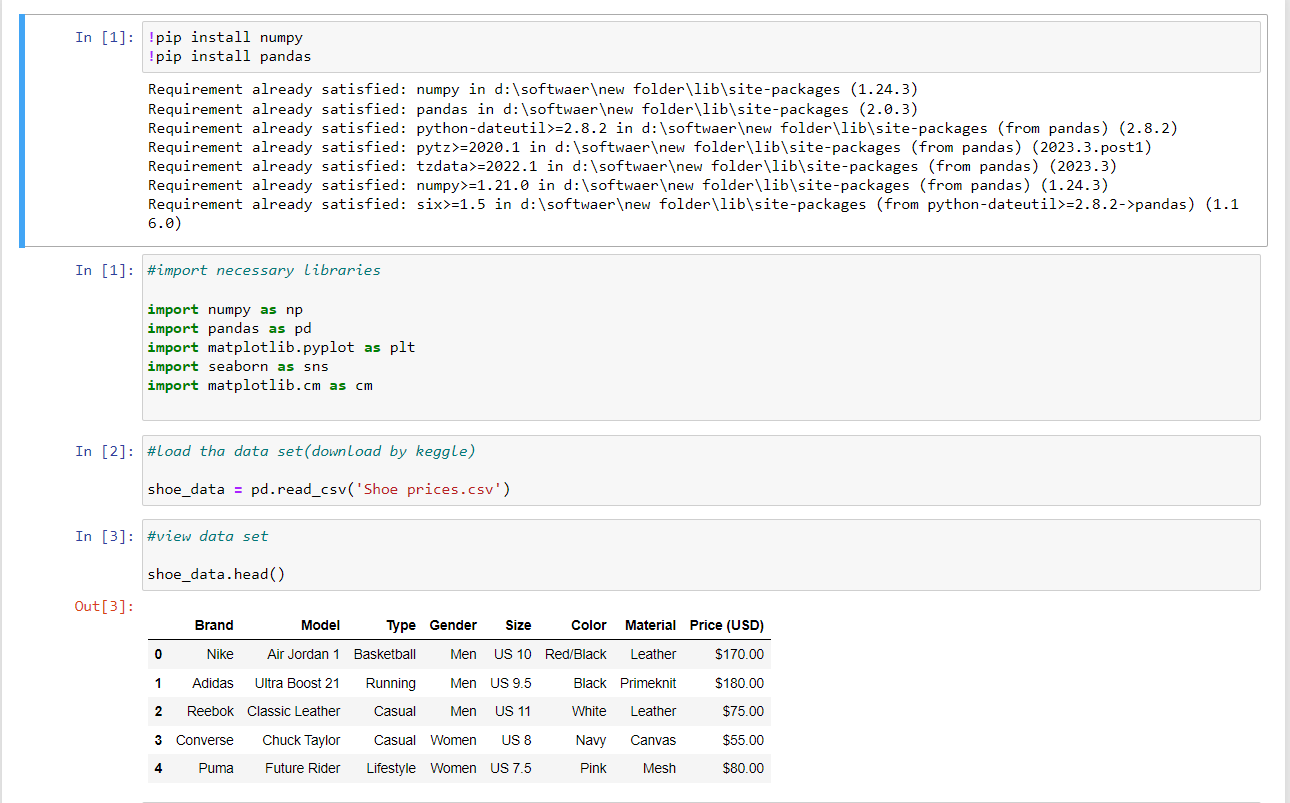 In [1]: !pip install numpy
!pip install pandas
Requirement already satisfied: numpy in d:\softwaer\new folder\lib\site-packages (1.24.3)
Requirement already satisfied: pandas in d:\softwaer\new folder\lib\site-packages (2.0.3)
Requirement already satisfied: python-dateutil>=2.8.2 in d:\softwaer\new folder\lib\site-packages (from pandas) (2.8.2)
Requirement already satisfied: pytz>=2020.1 in d:\softwaer\new folder\lib\site-packages (from pandas) (2023.3.post1)
Requirement already satisfied: tzdata>=2022.1 in d:\softwaer\new folder\lib\site-packages (from pandas) (2023.3)
Requirement already satisfied: numpy>=1.21.0 in d:\softwaer\new folder\lib\site-packages (from pandas) (1.24.3)
Requirement already satisfied: six>=1.5 in d:\softwaer\new folder\lib\site-packages (from python-dateutil>=2.8.2->pandas) (1.1
6.0)
In [1]: #import necessary libraries
import numpy as np
import pandas as pd
import matplotlib.pyplot as plt
import seaborn as sns
import matplotlib.cm as cm
In [2]: #load tha data set(download by keggle)
shoe_data = pd.read_csv('Shoe prices.csv')
In [3]: #view data set
shoe_data.head()
Out[3]:
Brand Model Type Gender Size Color Material Price (USD)
0 Nike Air Jordan 1 Basketball Men US 10 Red/Black Leather $170.00
1 Adidas Ultra Boost 21 Running Men US 9.5 Black Primeknit $180.00
2 Reebok Classic Leather Casual Men US 11 White Leather $75.00
3 Converse Chuck Taylor Casual Women US 8 Navy Canvas $55.00
4 Puma Future Rider Lifestyle Women US 7.5 Pink Mesh $80.00